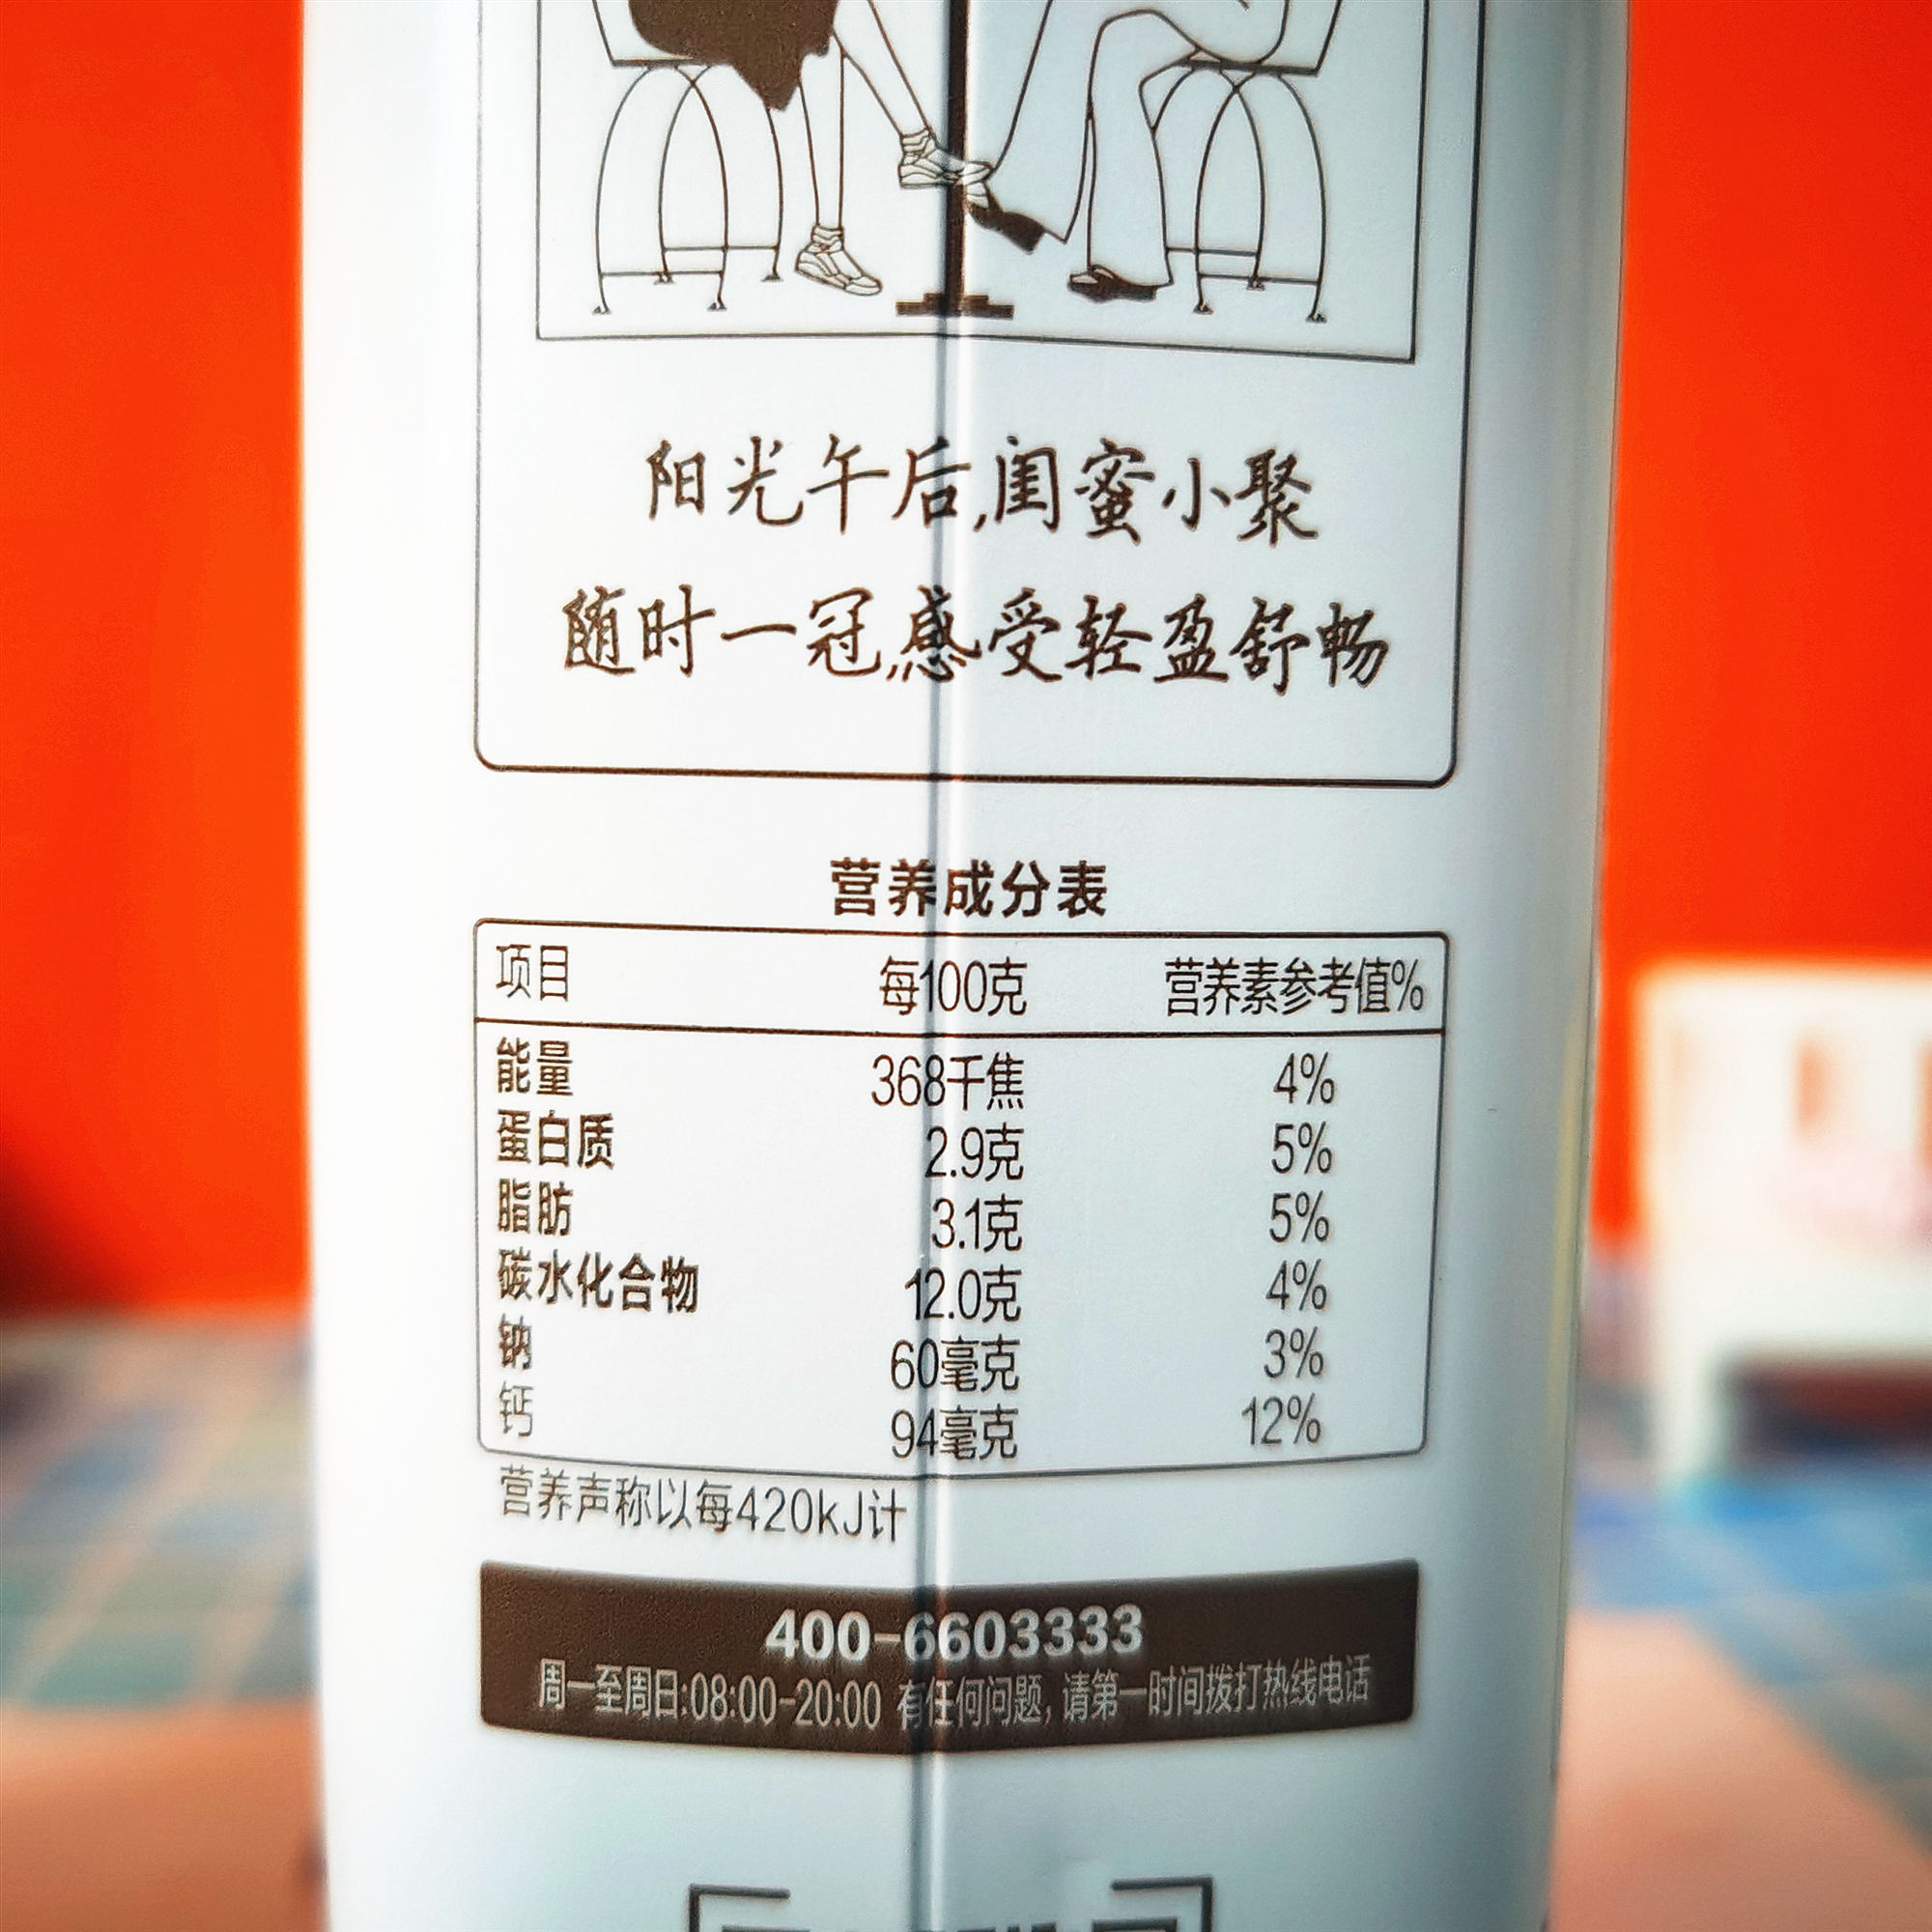 阳光午后,闺蜜小聚
随时一冠,感受轻盈舒畅
营养成分表
项目 每100克 营养素参考值%
能量 368千焦 4%
蛋白质 2.9克 5%
脂肪 3.1克 5%
碳水化合物 12.0克 4%
钠 60毫克 3%
钙 94毫克 12%
营养声称以每420kJ计
400-6603333
周一至周日:08:00-20:00 有任何问题,请第一时间拨打热线电话